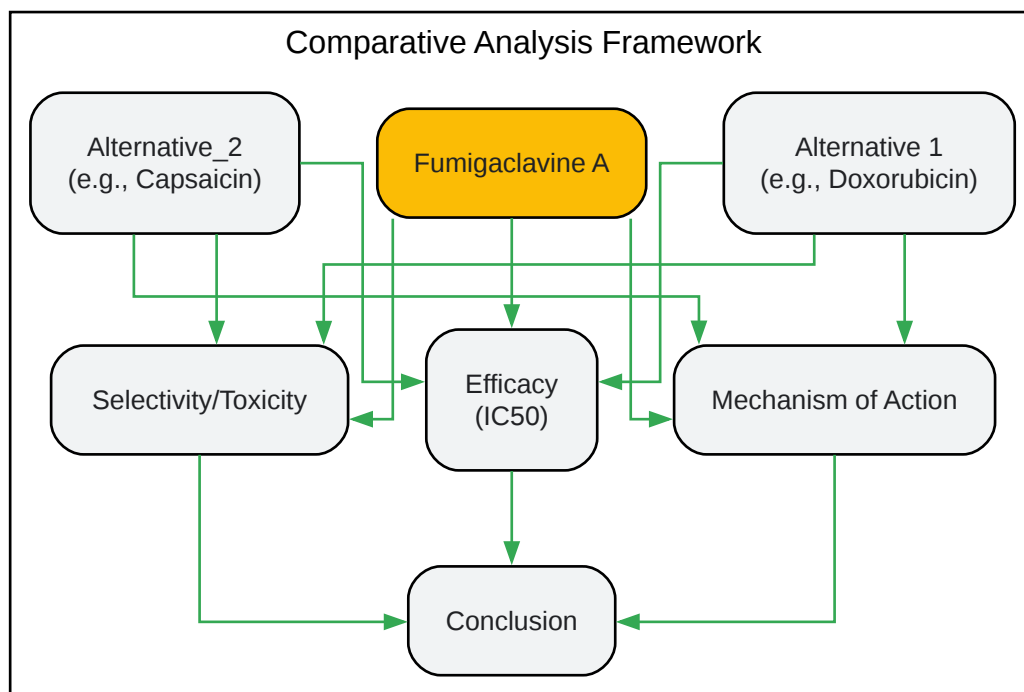 Comparative Analysis Framework
Alternative_2
(e.g., Capsaicin)
Fumigaclavine A
Alternative 1
(e.g., Doxorubicin)
Selectivity/Toxicity
Efficacy
(IC50)
Mechanism of Action
Conclusion